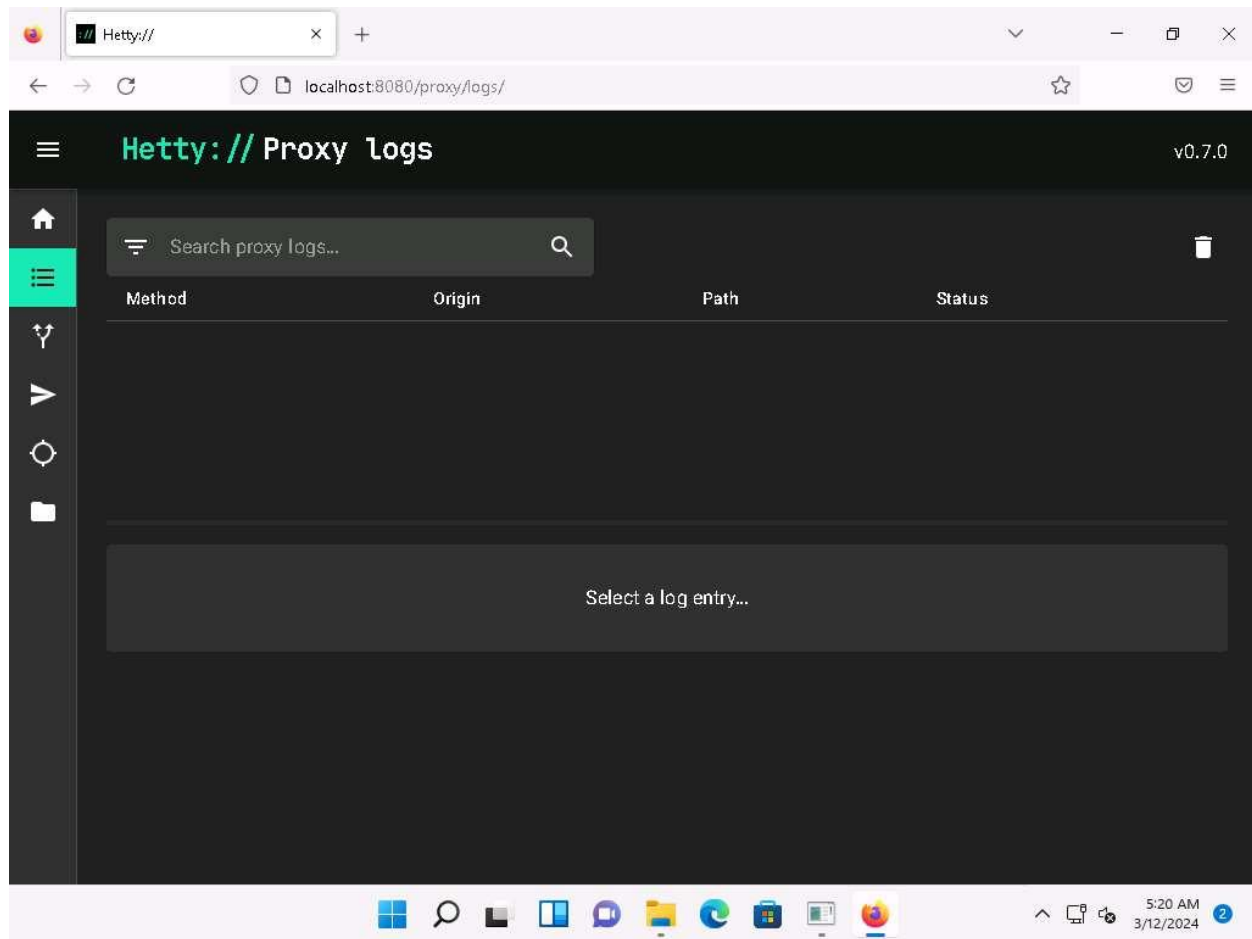 Hetty://
localhost:8080/proxy/logs/
Hetty:// Proxy logs
v0.7.0
Search proxy logs...
Method Origin Path Status
Select a log entry...
5:20 AM
3/12/2024
2